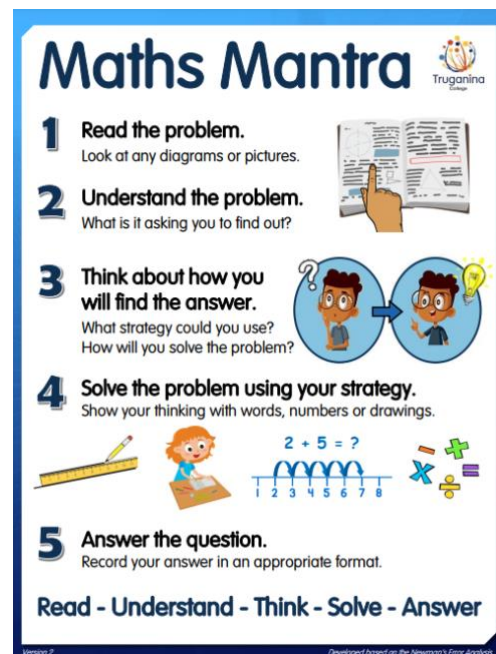 Maths Mantra
Truganina
College
1 Read the problem.
Look at any diagrams or pictures.
2 Understand the problem.
What is it asking you to find out?
3 Think about how you
will find the answer.
What strategy could you use?
How will you solve the problem?
?
4 Solve the problem using your strategy.
Show your thinking with words, numbers or drawings.
2 + 5 = ?
1 2 3 4 5 6 7 8
- +
x =
÷
5 Answer the question.
Record your answer in an appropriate format.
Read - Understand - Think - Solve - Answer
Version 2
Developed based on the Newman's Error Analysis